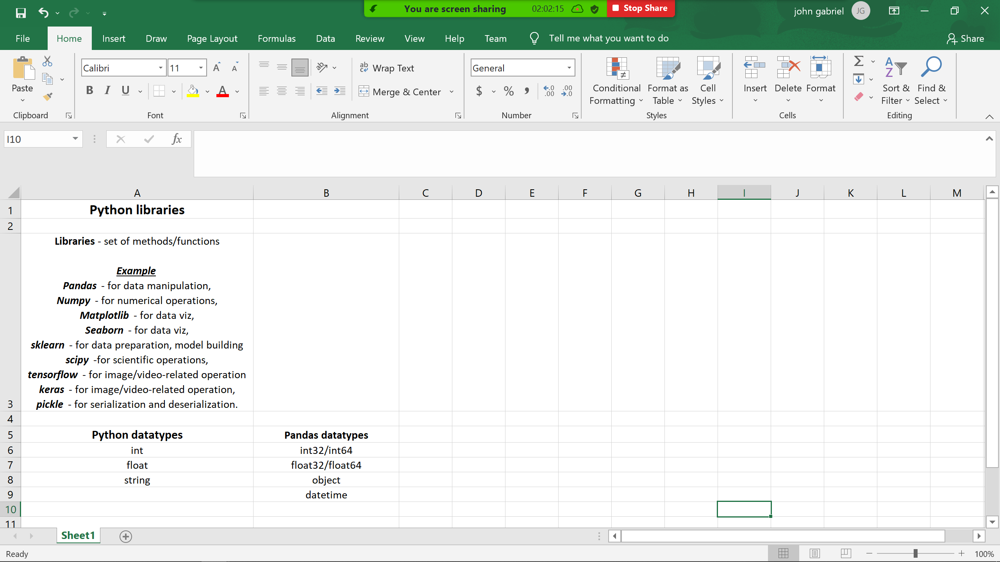 You are screen sharing 02:02:15 Stop Share john gabriel JG
File Home Insert Draw Page Layout Formulas Data Review View Help Team Tell me what you want to do Share
Calibri 11 A A ab Wrap Text General
Paste B I U A Merge & Center $ % , .0 .00 .00 .0
Conditional Formatting Format as Table Cell Styles Insert Delete Format Σ A Z Sort & Filter Find & Select
Clipboard Font Alignment Number Styles Cells Editing
I10 fx
A B C D E F G H I J K L M
1 Python libraries
2
Libraries - set of methods/functions
Example
Pandas - for data manipulation,
Numpy - for numerical operations,
Matplotlib - for data viz,
Seaborn - for data viz,
sklearn - for data preparation, model building
scipy -for scientific operations,
tensorflow - for image/video-related operation
keras - for image/video-related operation,
3 pickle - for serialization and deserialization.
4
5 Python datatypes Pandas datatypes
6 int int32/int64
7 float float32/float64
8 string object
9 datetime
10
11
Sheet1
Ready 100%